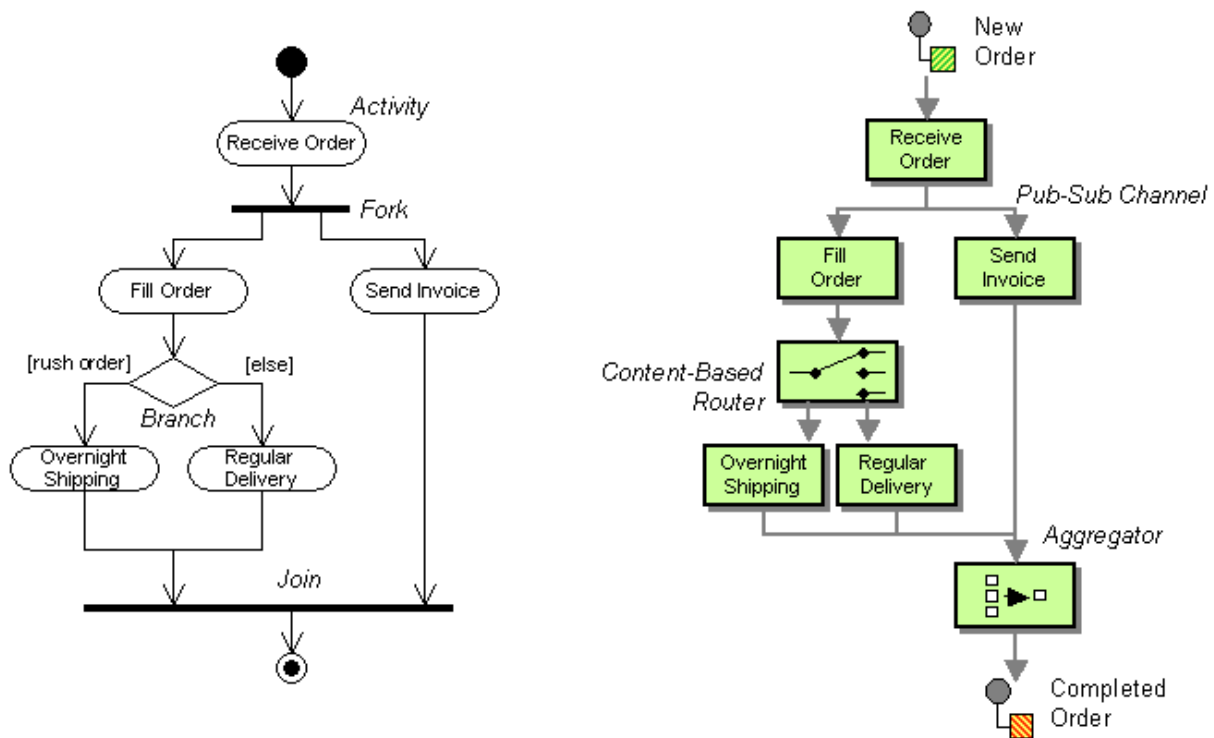 Activity
Receive Order
Fork
Fill Order
Send Invoice
[rush order]
[else]
Branch
Overnight
Shipping
Regular
Delivery
Join
New
Order
Receive
Order
Pub-Sub Channel
Fill
Order
Send
Invoice
Content-Based
Router
Overnight
Shipping
Regular
Delivery
Aggregator
Completed
Order